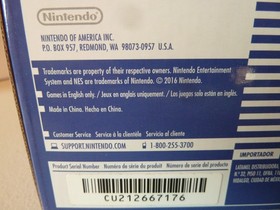 Nintendo
NINTENDO OF AMERICA INC.
P.O. BOX 957, REDMOND, WA 98073-0957 U.S.A.
Trademarks are property of their respective owners. Nintendo Entertainment
System and NES are trademarks of Nintendo. © 2016 Nintendo.
Games in English only. / Jeux en anglais uniquement. / Los juegos solo están en inglés.
Made in China. Hecho en China.
Customer Service Service à la clientèle Servicio al cliente
SUPPORT.NINTENDO.COM 1-800-255-3700
IMPORTADOR
Product Serial Number Numéro de série du produit Número de serie del producto
CU212667176